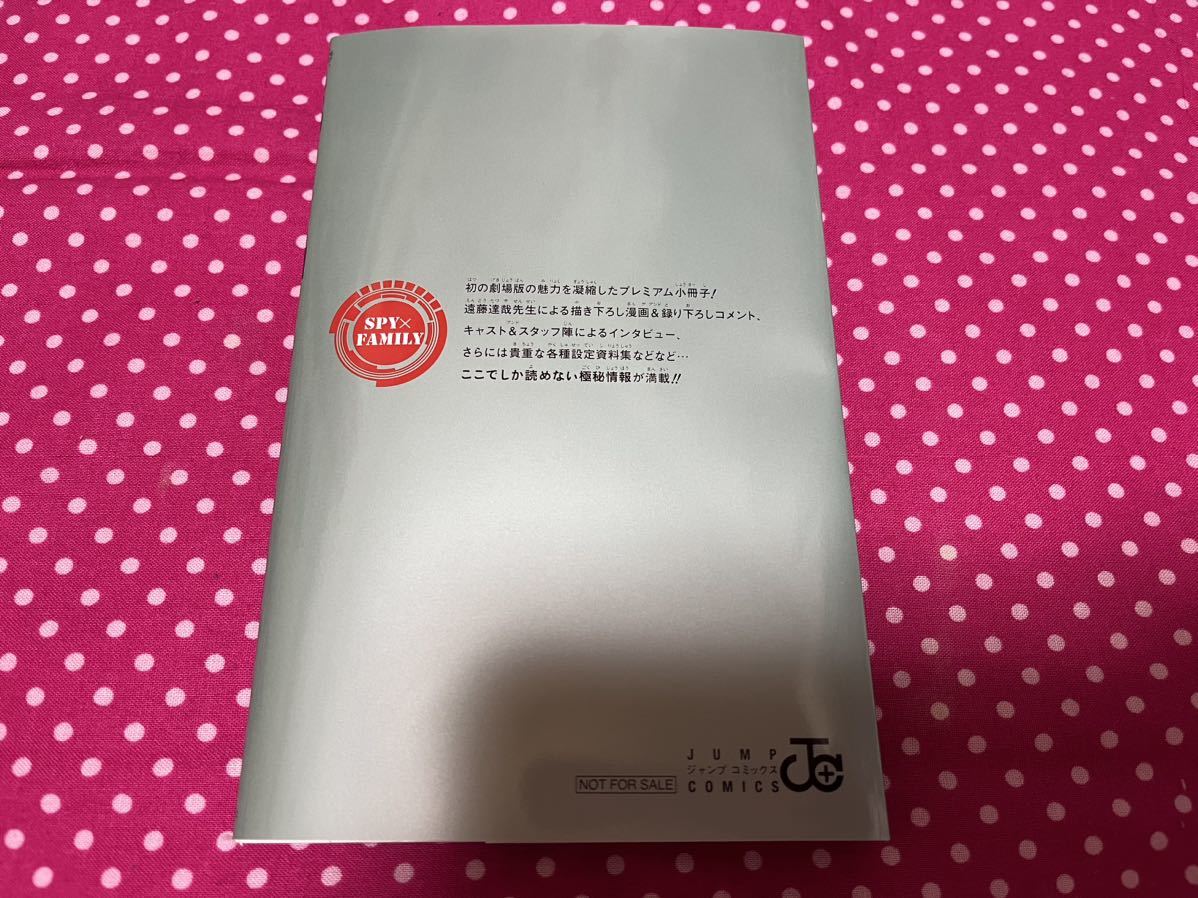 SPY×
FAMILY
初の劇場版の魅力を凝縮したプレミアム小冊子!
遠藤達哉先生による描き下ろし漫画&録り下ろしコメント、
キャスト&スタッフ陣によるインタビュー、
さらには貴重な各種設定資料集などなど…
ここでしか読めない極秘情報が満載!!
NOT FOR SALE
JUMP
ジャンプ コミックス
COMICS
JC+